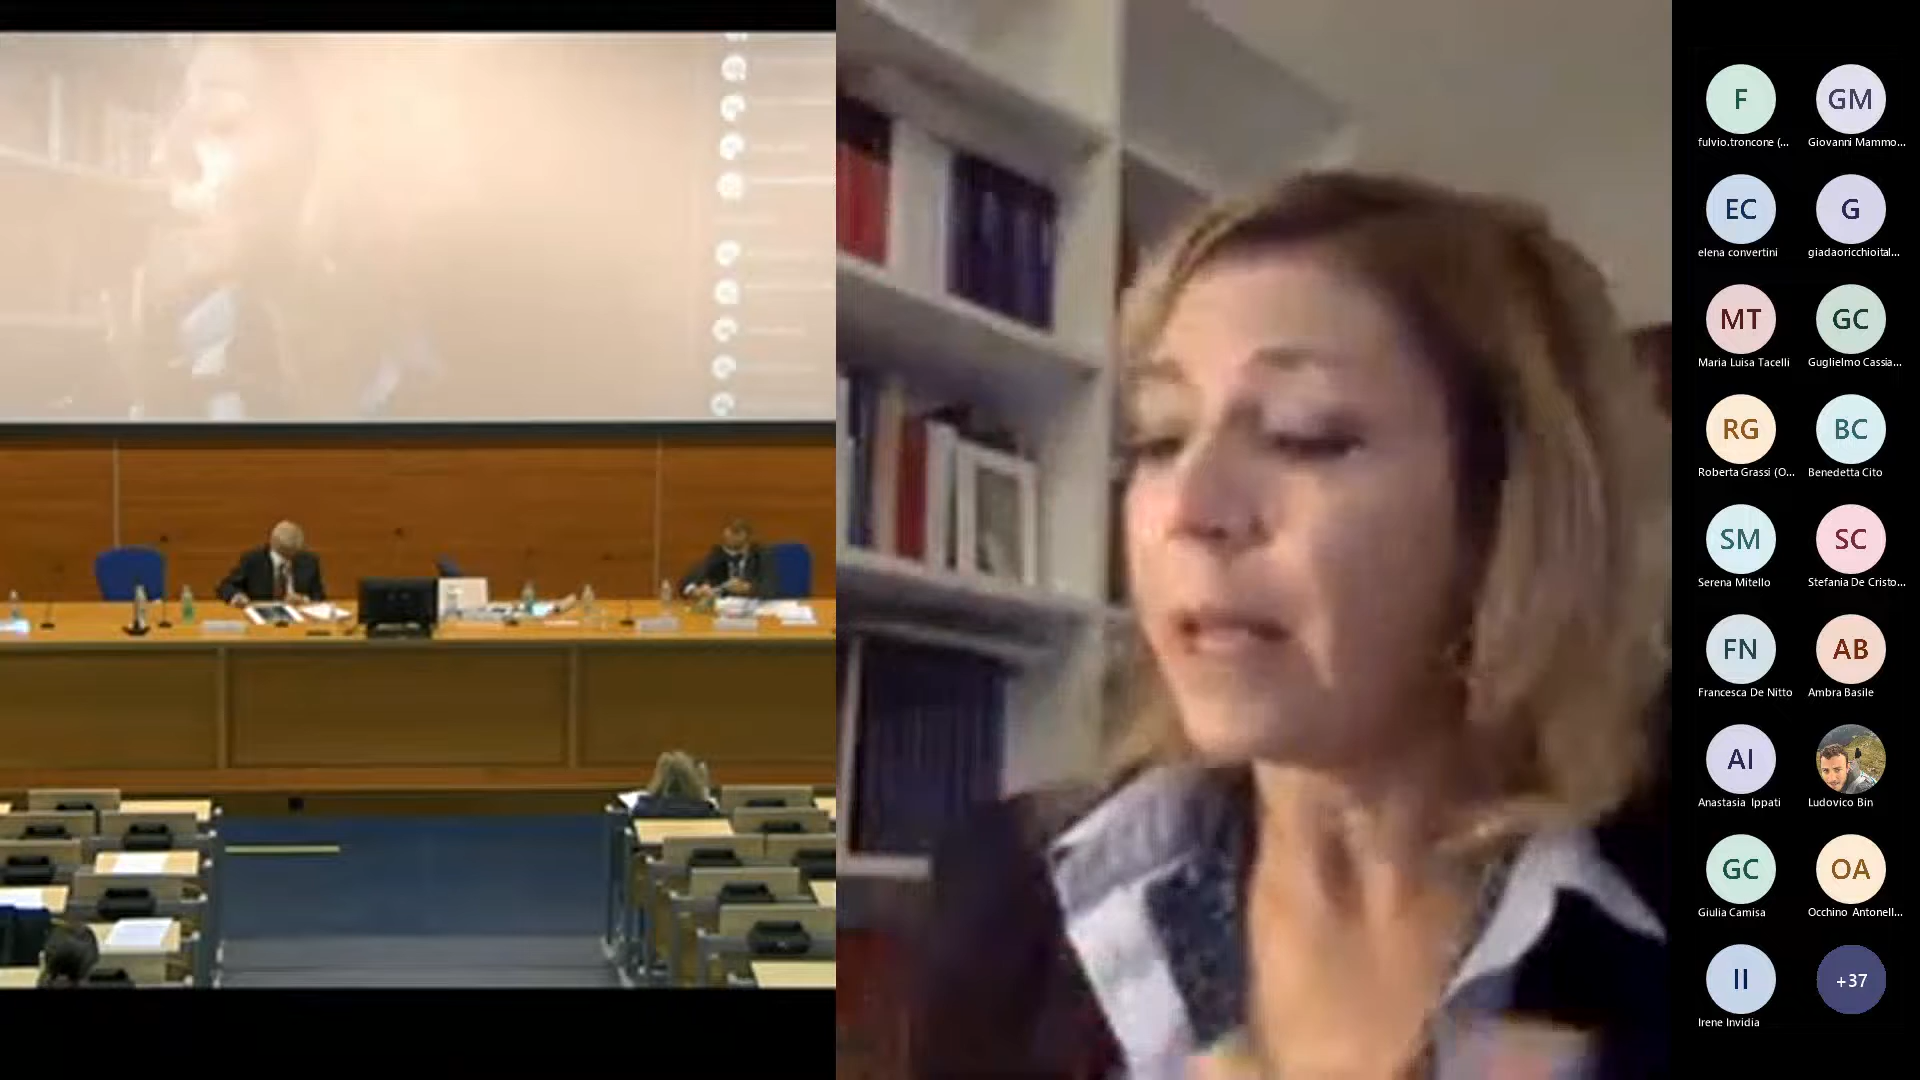 F
GM
fulvio.troncone (...
Giovanni Mammo...
EC
G
elena convertini
giadaoricchioital...
MT
GC
Maria Luisa Tacelli
Guglielmo Cassia...
RG
BC
Roberta Grassi (O...
Benedetta Cito
SM
SC
Serena Mitello
Stefania De Cristo...
FN
AB
Francesca De Nitto
Ambra Basile
AI
Anastasia Ippati
Ludovico Bin
GC
OA
Giulia Camisa
Occhino Antonell...
II
+37
Irene Invidia